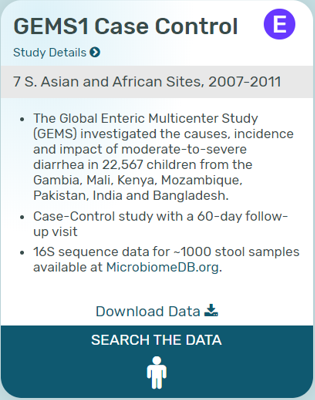 GEMS1 Case Control
E
Study Details
7 S. Asian and African Sites, 2007-2011
• The Global Enteric Multicenter Study
(GEMS) investigated the causes, incidence
and impact of moderate-to-severe
diarrhea in 22,567 children from the
Gambia, Mali, Kenya, Mozambique,
Pakistan, India and Bangladesh.
• Case-Control study with a 60-day follow-
up visit
• 16S sequence data for ~1000 stool samples
available at MicrobiomeDB.org.
Download Data
SEARCH THE DATA